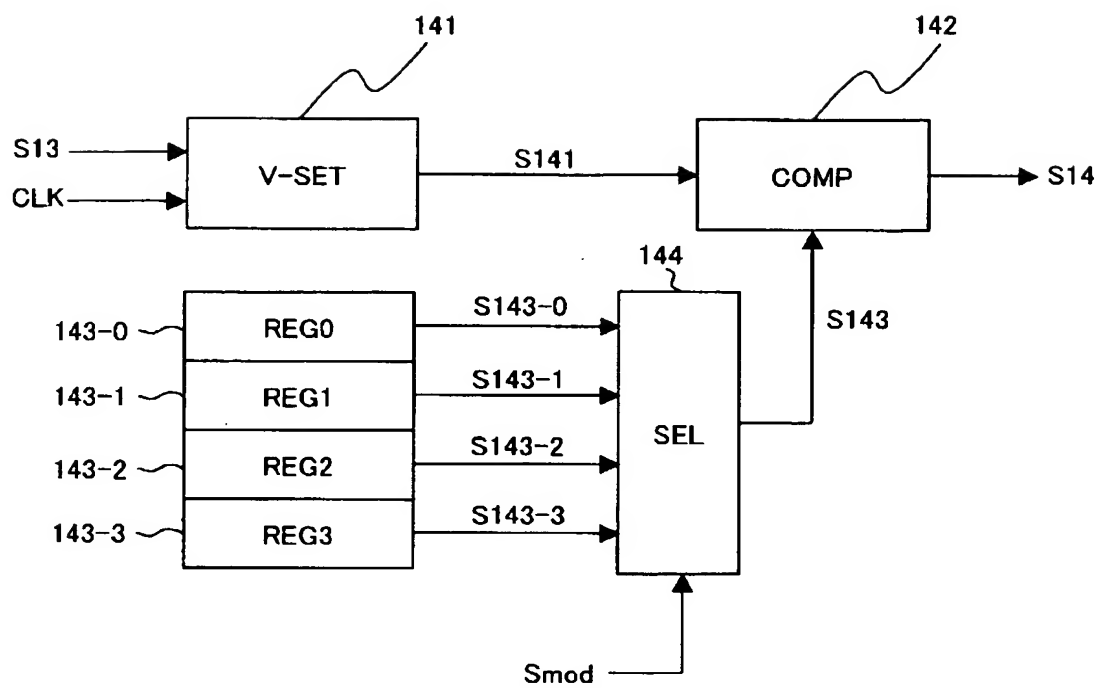 141
142
S13
CLK
V-SET
S141
COMP
S14
144
143-0
REG0
S143-0
S143
143-1
REG1
S143-1
SEL
143-2
REG2
S143-2
143-3
REG3
S143-3
Smod